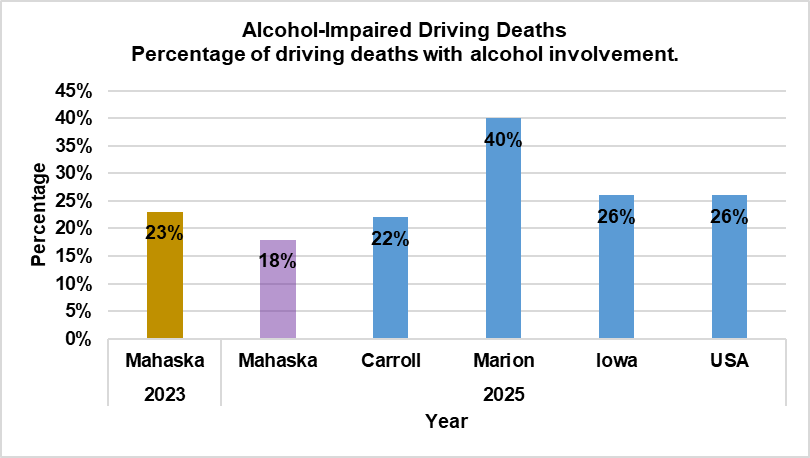 Alcohol-Impaired Driving Deaths
Percentage of driving deaths with alcohol involvement.
Percentage
45%
40%
35%
30%
25%
20%
15%
10%
5%
0%
23%
18%
22%
40%
26%
26%
Mahaska
Mahaska
Carroll
Marion
Iowa
USA
2023
2025
Year